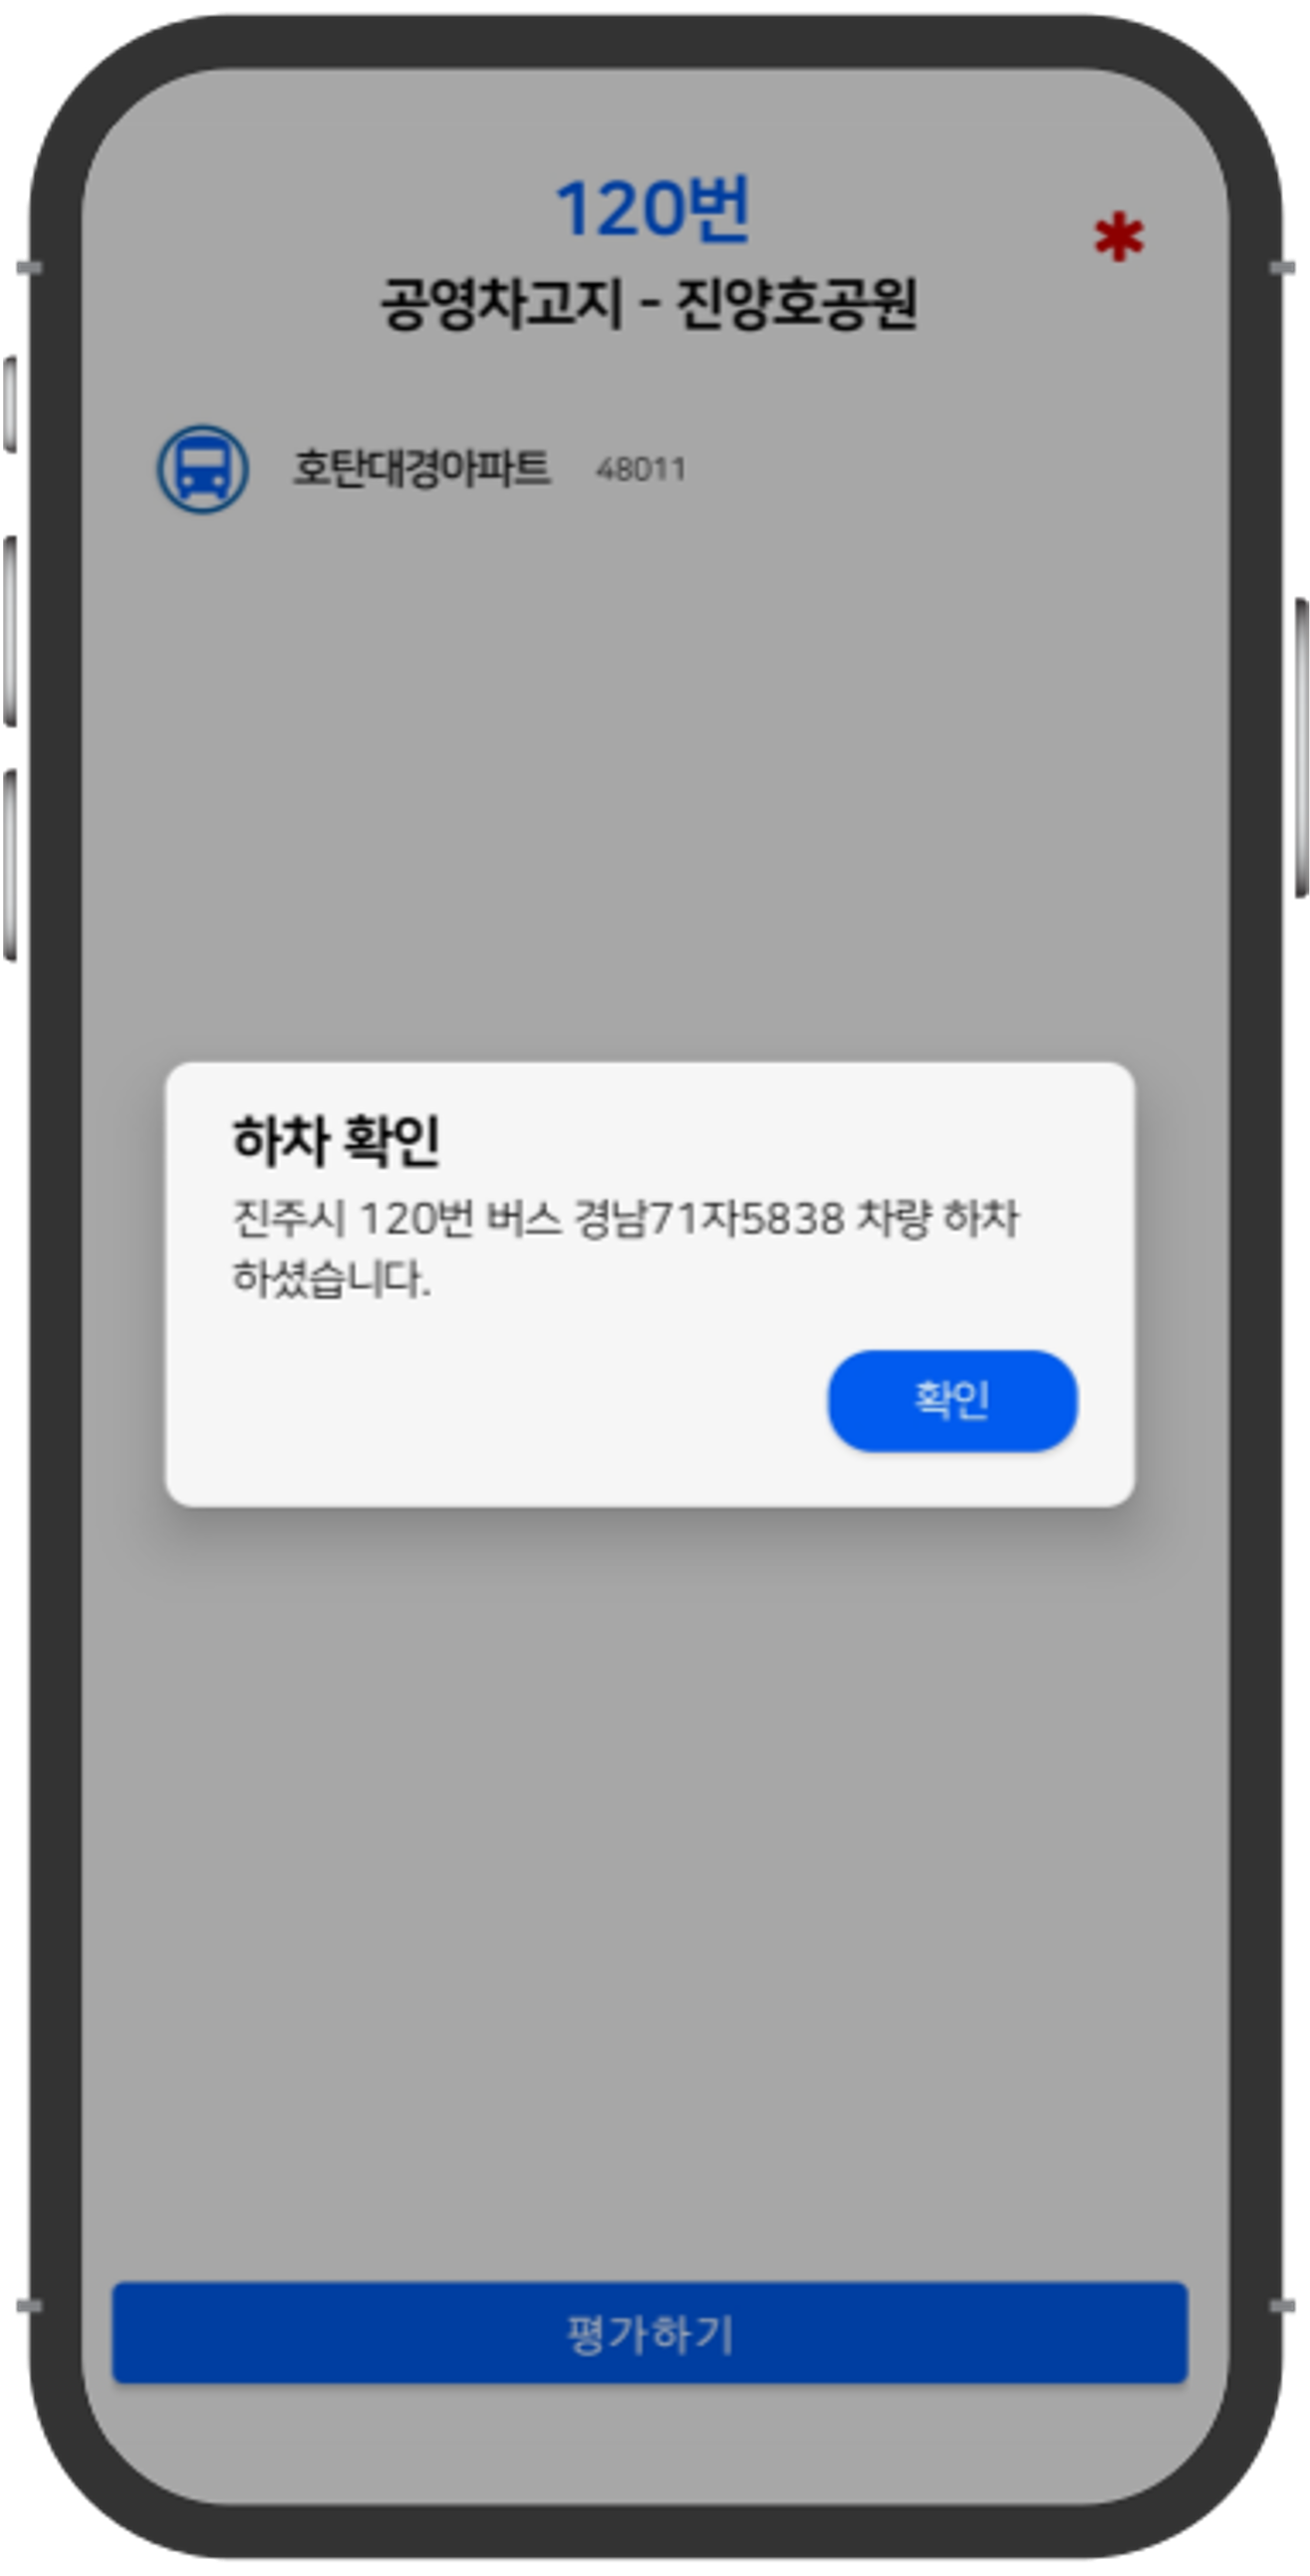 120번
공영차고지 - 진양호공원
호탄대경아파트 48011
하차 확인
진주시 120번 버스 경남71자5838 차량 하차
하셨습니다.
확인
평가하기